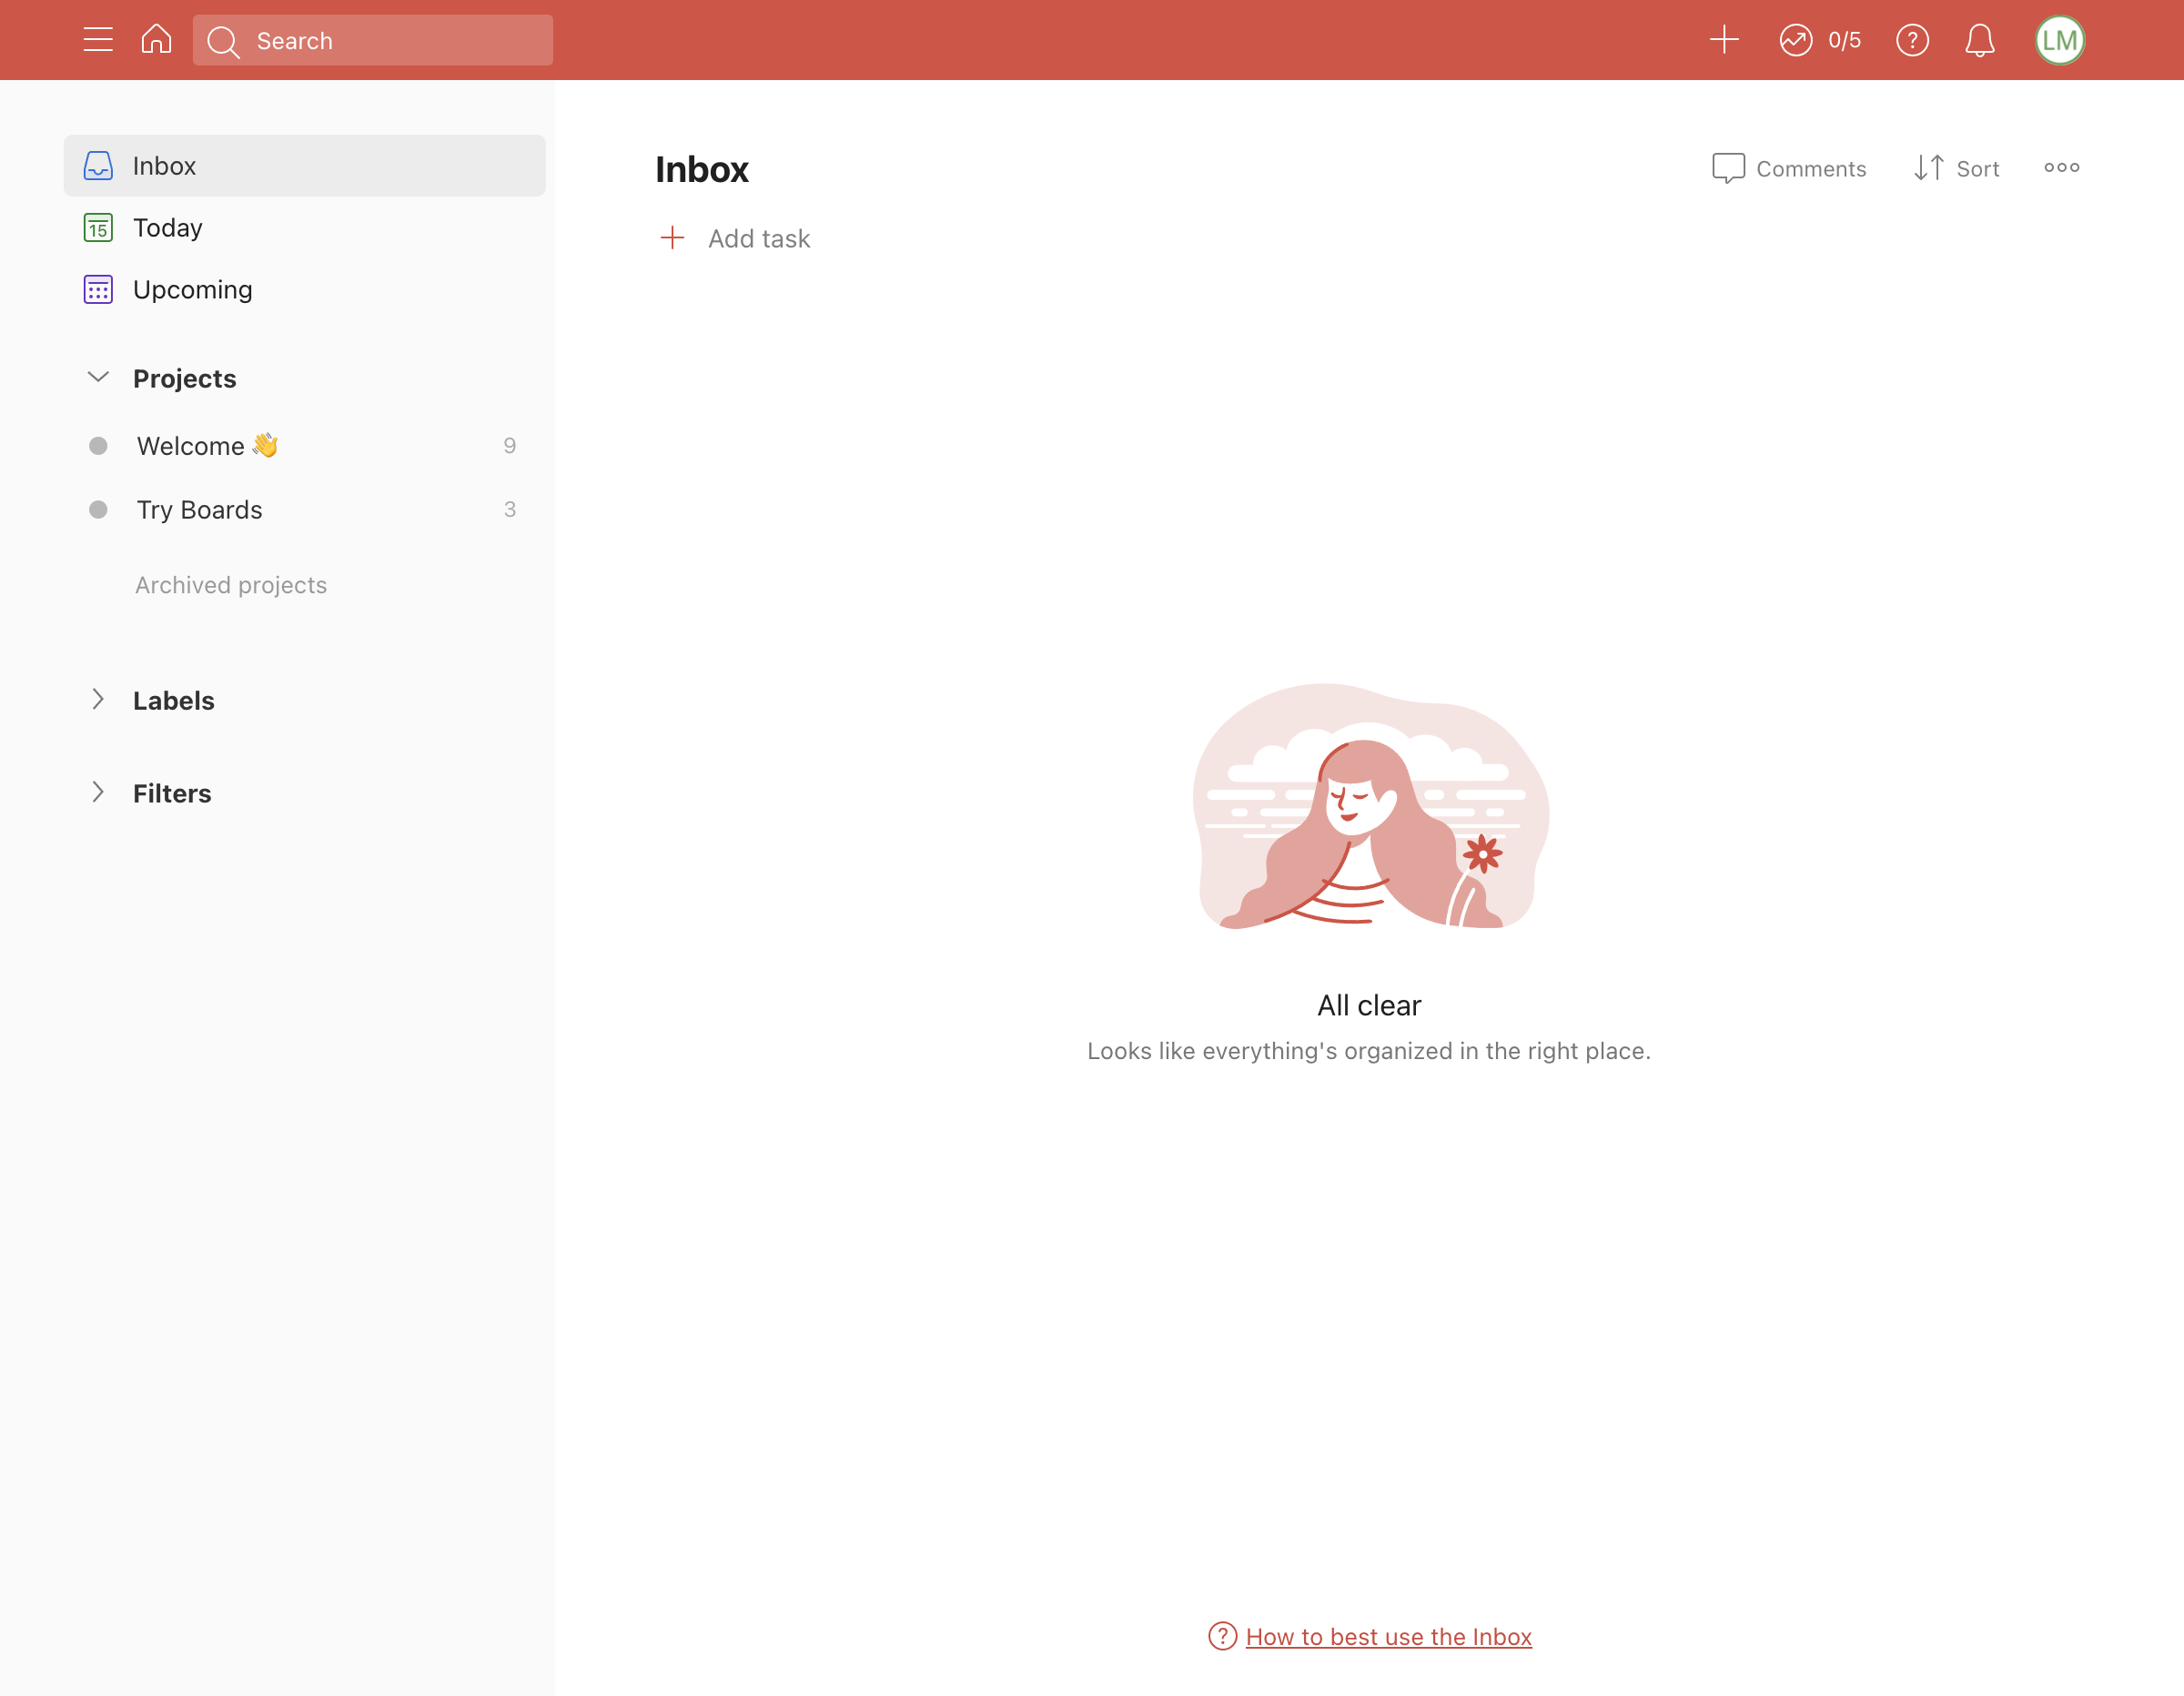 Search
0/5
?
LM
Inbox
15 Today
Upcoming
Projects
Welcome 👋 9
Try Boards 3
Archived projects
Labels
Filters
Inbox
Comments
Sort
Add task
All clear
Looks like everything's organized in the right place.
? How to best use the Inbox